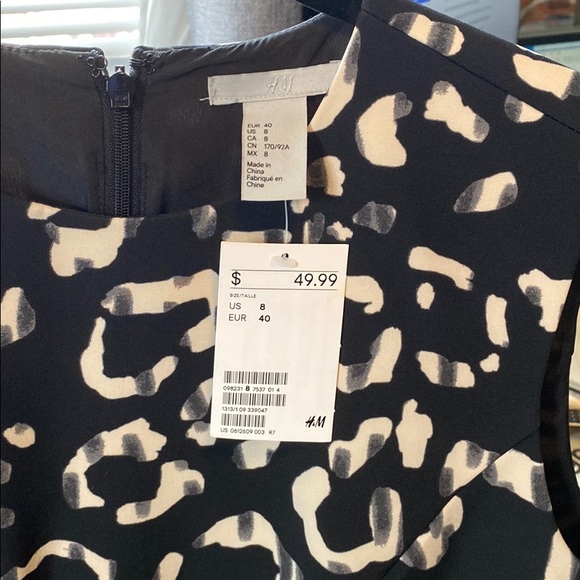 H&M
EUR 40
US 8
CA 8
CN 170/92A
MX 8
Made in
China
Fabriqué en
Chine
$ 49.99
SIZE/TAILLE
US 8
EUR 40
098231 8 7537 01 4
1313/1 09 339047
H&M
US 0612609 003 R7